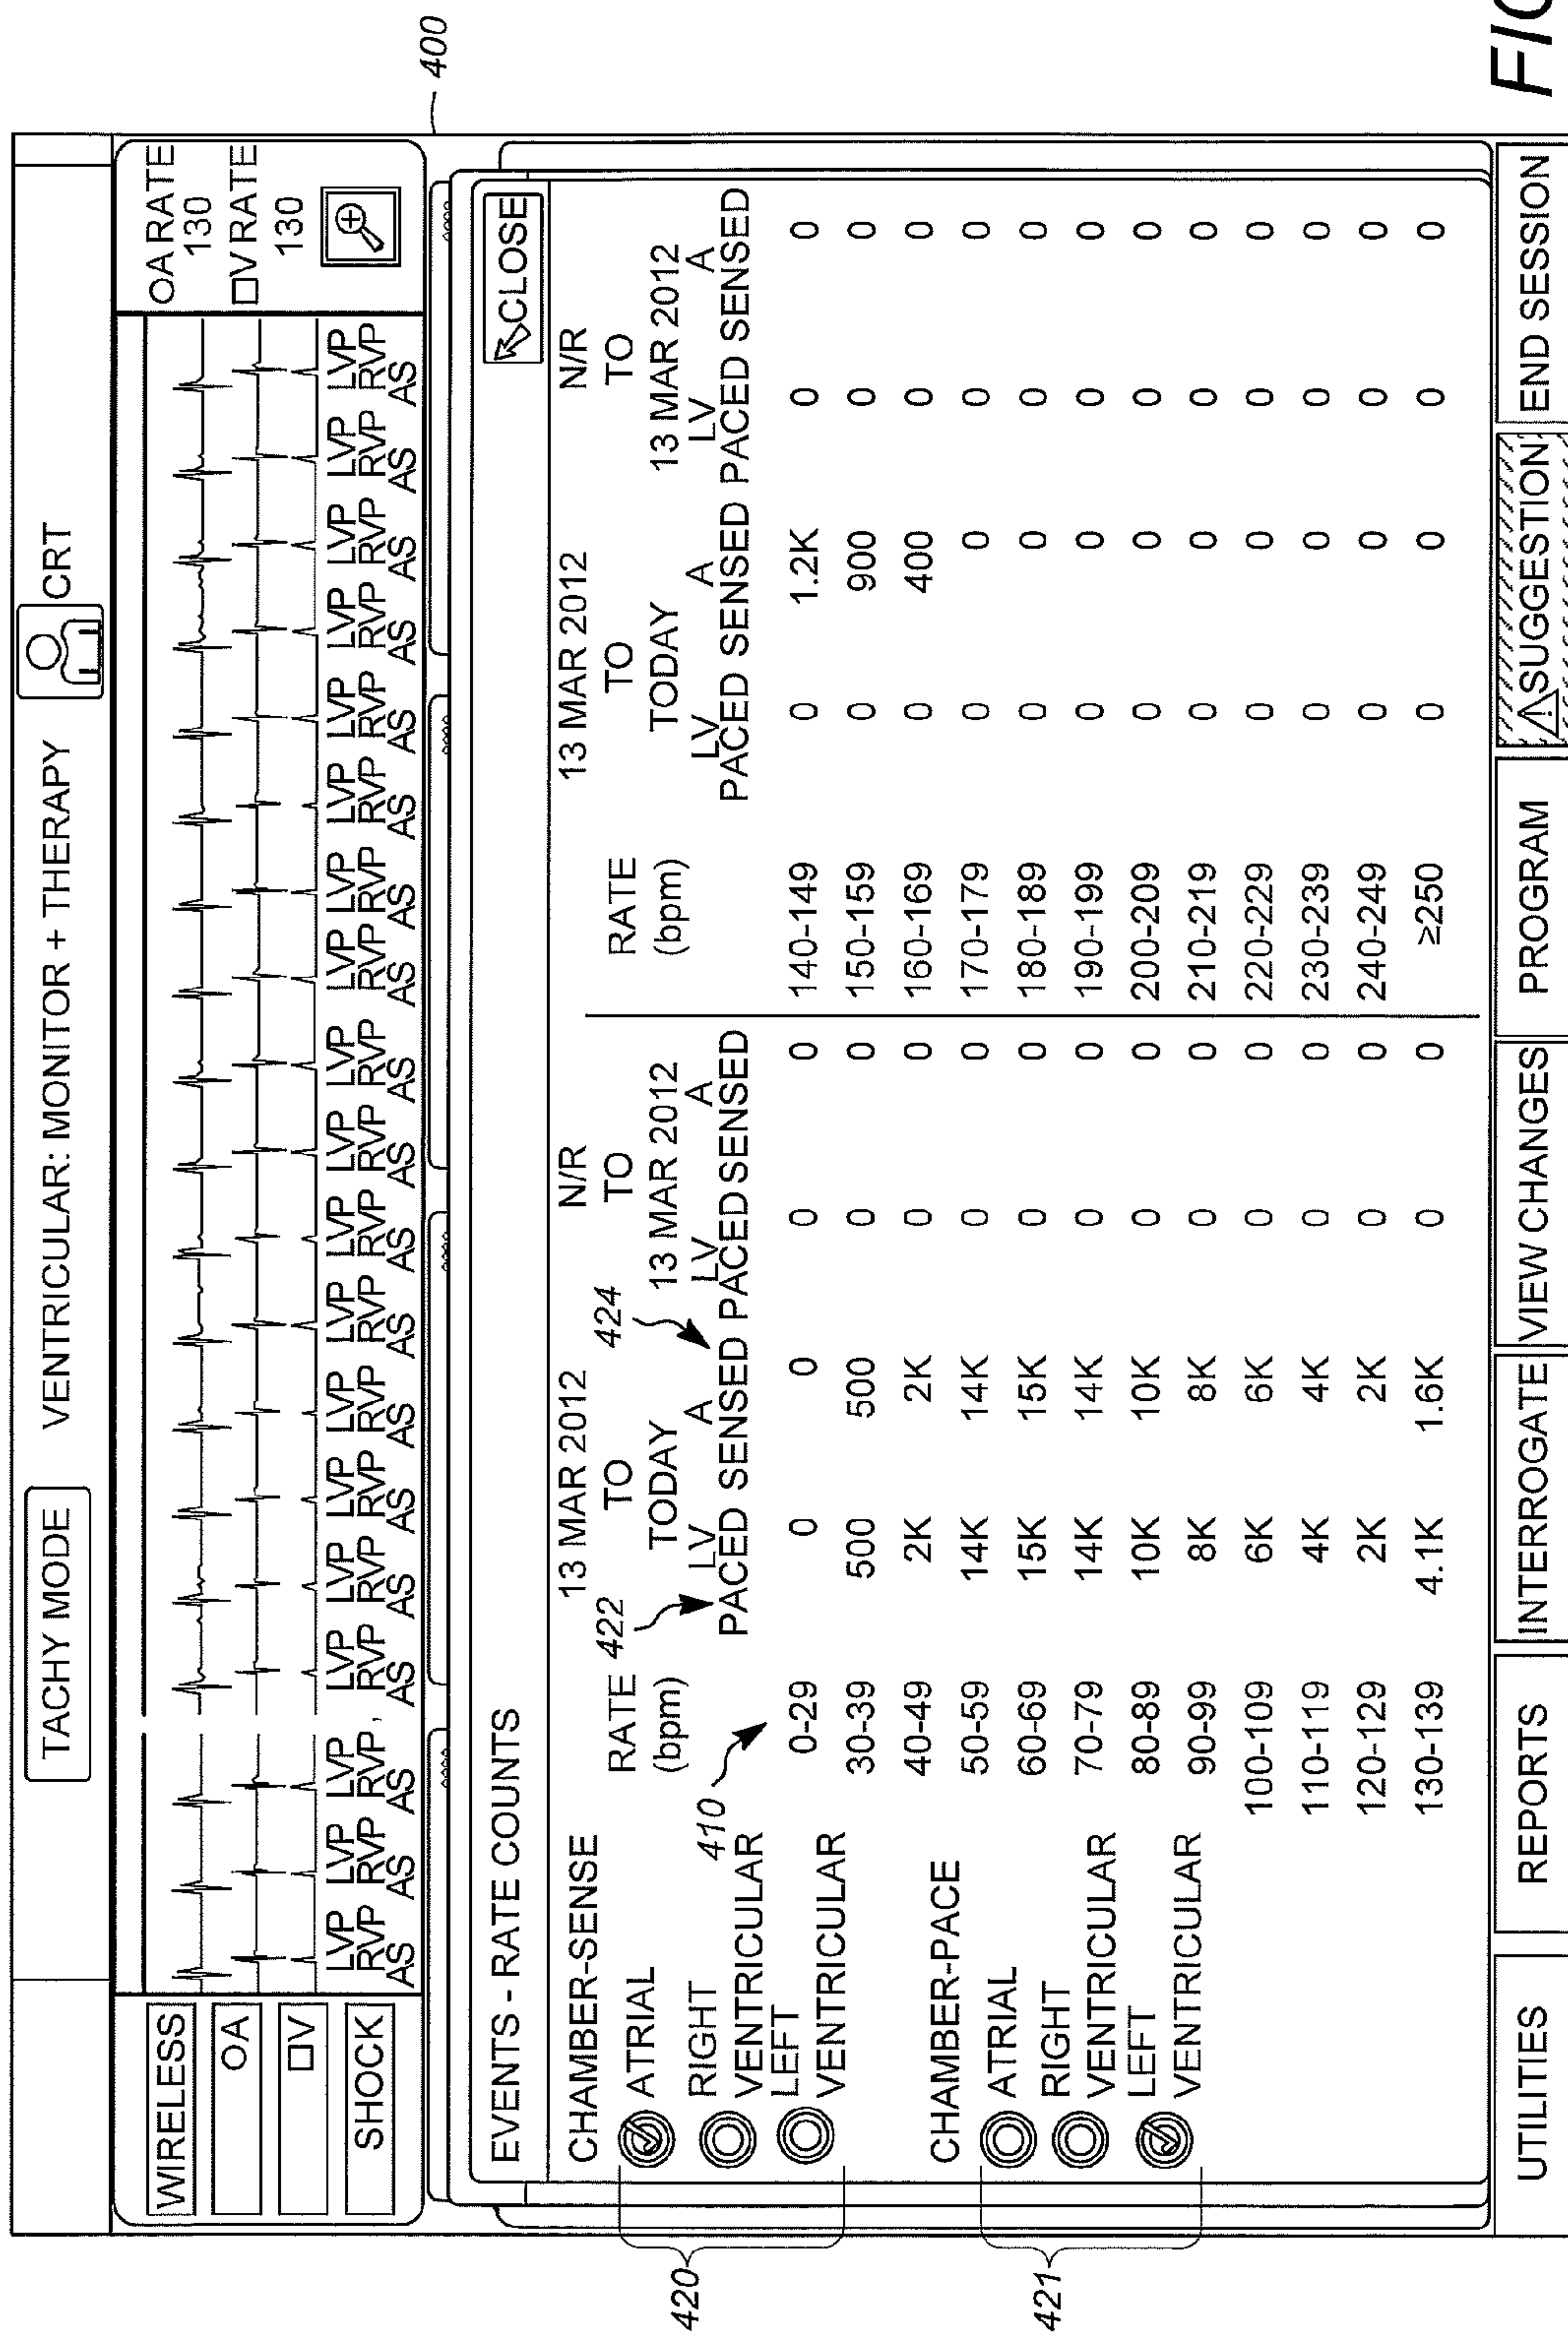 TACHY MODE VENTRICULAR: MONITOR + THERAPY CRT
WIRELESS
A
V
SHOCK
LVP LVP LVP LVP LVP LVP LVP LVP LVP LVP LVP LVP LVP LVP LVP LVP LVP LVP LVP
RVP RVP RVP, RVP RVP RVP RVP RVP RVP RVP RVP RVP RVP RVP RVP RVP RVP RVP RVP
AS AS AS AS AS AS AS AS AS AS AS AS AS AS AS AS AS AS AS
A RATE
130
V RATE
130
400
EVENTS - RATE COUNTS
CLOSE
CHAMBER-SENSE
420
ATRIAL
RIGHT
VENTRICULAR
LEFT
VENTRICULAR
CHAMBER-PACE
421
ATRIAL
RIGHT
VENTRICULAR
LEFT
VENTRICULAR
410
422
424
13 MAR 2012 N/R 13 MAR 2012 N/R
RATE TO TO RATE TO TO
(bpm) TODAY 13 MAR 2012 (bpm) TODAY 13 MAR 2012
LV A LV A LV A LV A
PACED SENSED PACED SENSED PACED SENSED PACED SENSED
0-29 0 0 0 0 140-149 0 1.2K 0 0
30-39 500 500 0 0 150-159 0 900 0 0
40-49 2K 2K 0 0 160-169 0 400 0 0
50-59 14K 14K 0 0 170-179 0 0 0 0
60-69 15K 15K 0 0 180-189 0 0 0 0
70-79 14K 14K 0 0 190-199 0 0 0 0
80-89 10K 10K 0 0 200-209 0 0 0 0
90-99 8K 8K 0 0 210-219 0 0 0 0
100-109 6K 6K 0 0 220-229 0 0 0 0
110-119 4K 4K 0 0 230-239 0 0 0 0
120-129 2K 2K 0 0 240-249 0 0 0 0
130-139 4.1K 1.6K 0 0 ≥250 0 0 0 0
UTILITIES REPORTS INTERROGATE VIEW CHANGES PROGRAM SUGGESTION END SESSION